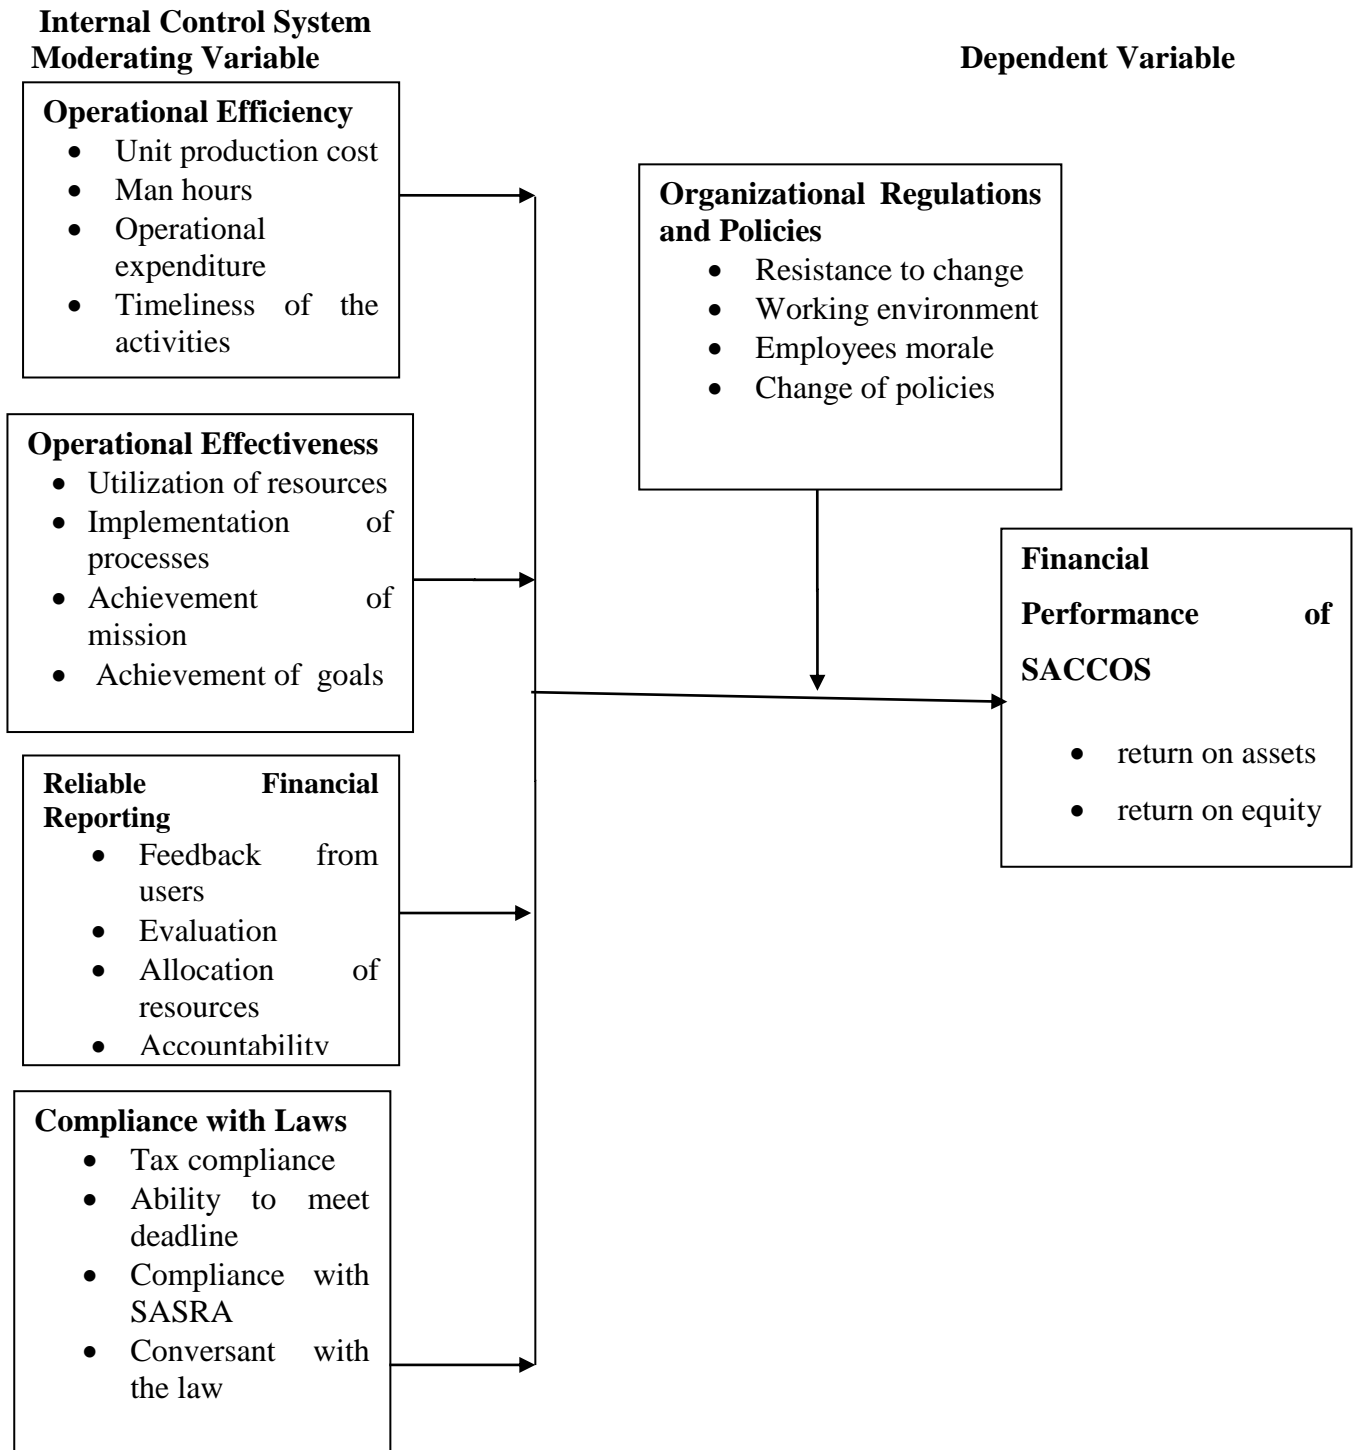 Internal Control System
Moderating Variable
Dependent Variable
Operational Efficiency
• Unit production cost
• Man hours
• Operational
expenditure
• Timeliness of the
activities
Organizational Regulations
and Policies
• Resistance to change
• Working environment
• Employees morale
• Change of policies
Operational Effectiveness
• Utilization of resources
• Implementation of
processes
• Achievement of
mission
• Achievement of goals
Financial
Performance of
SACCOS
• return on assets
• return on equity
Reliable Financial
Reporting
• Feedback from
users
• Evaluation
• Allocation of
resources
• Accountability
Compliance with Laws
• Tax compliance
• Ability to meet
deadline
• Compliance with
SASRA
• Conversant with
the law